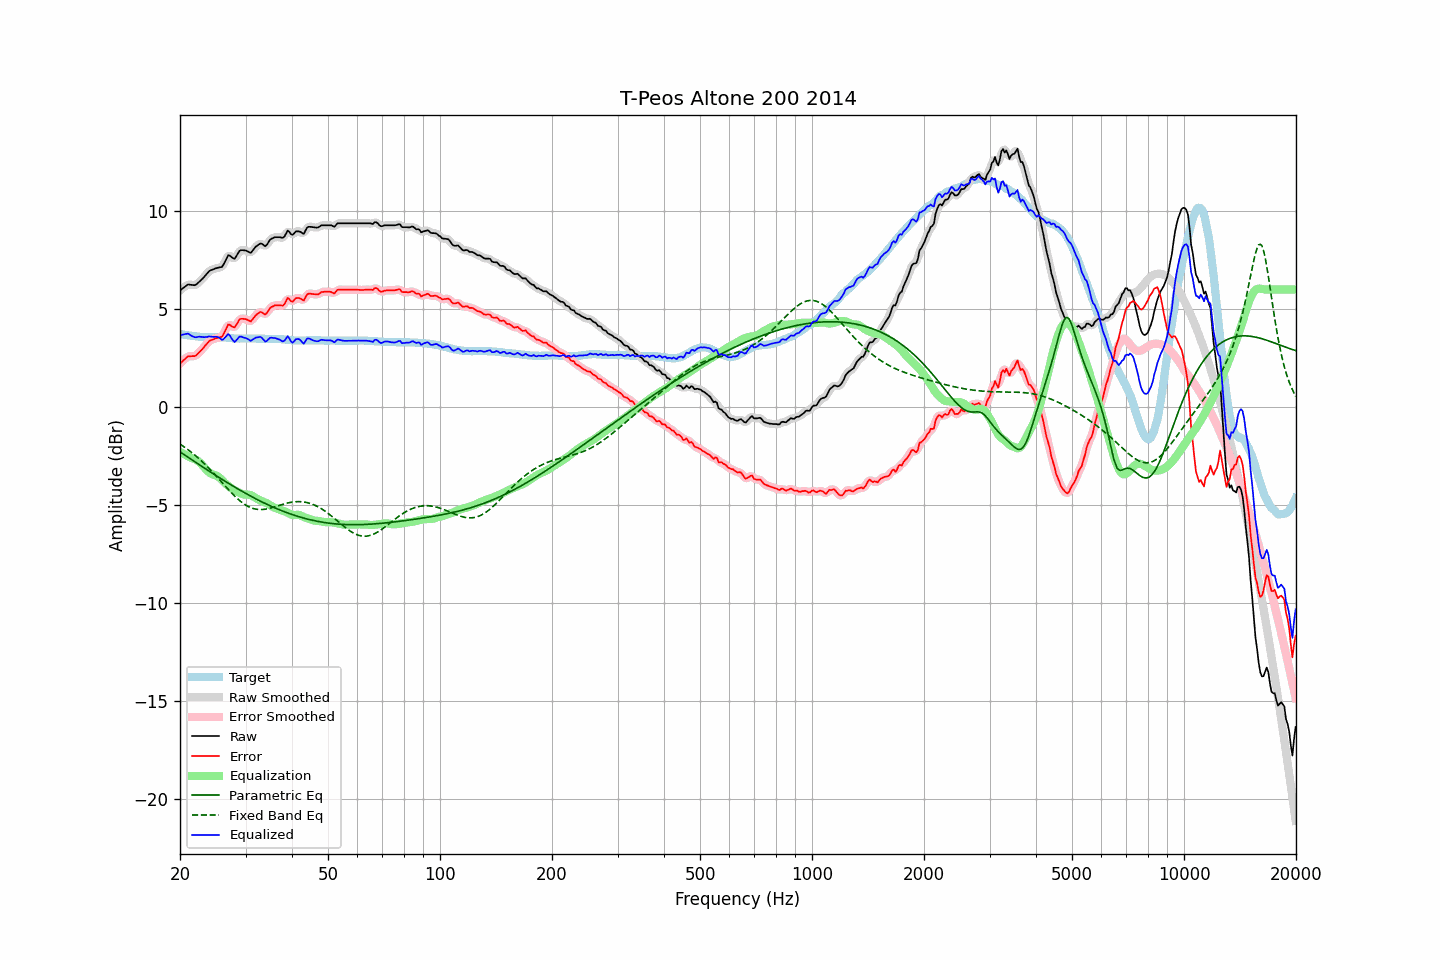 T-Peos Altone 200 2014
Amplitude (dBr)
10
5
0
−5
−10
−15
−20
Target
Raw Smoothed
Error Smoothed
Raw
Error
Equalization
Parametric Eq
Fixed Band Eq
Equalized
20 50 100 200 500 1000 2000 5000 10000 20000
Frequency (Hz)